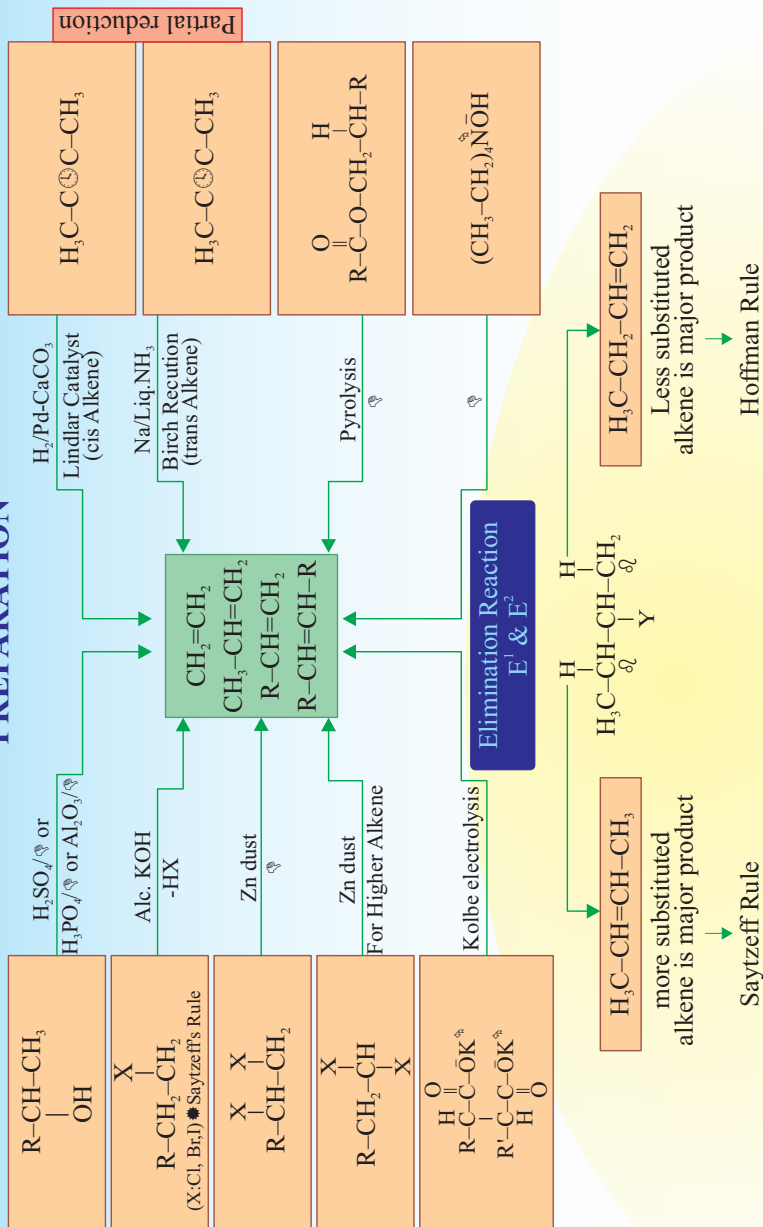 PREPARATION
R–CH–CH₃
OH
H₂SO₄/👎 or
H₃PO₄/👎 or Al₂O₃/👎
X
R–CH₂–CH₂
(X:Cl, Br,I)✹Saytzeff's Rule
Alc. KOH
-HX
X X
R–CH–CH₂
Zn dust
👎
X
R–CH₂–CH
X
Zn dust
For Higher Alkene
H O
R–C–C–ŌK
R'–C–C–ŌK
H O
Kolbe electrolysis
CH₂=CH₂
CH₃–CH=CH₂
R–CH=CH₂
R–CH=CH–R
Partial reduction
H₃C–C🕒C–CH₃
H₂/Pd-CaCO₃
Lindlar Catalyst
(cis Alkene)
H₃C–C🕒C–CH₃
Na/Liq.NH₃
Birch Recution
(trans Alkene)
O H
R–C–O–CH₂–CH–R
Pyrolysis
👎
(CH₃–CH₂)₄NŌH
👎
Elimination Reaction
E¹ & E²
H H
H₃C–CH–CH–CH₂
♌ Y ♌
H₃C–CH=CH–CH₃
more substituted
alkene is major product
Saytzeff Rule
H₃C–CH₂–CH=CH₂
Less substituted
alkene is major product
Hoffman Rule